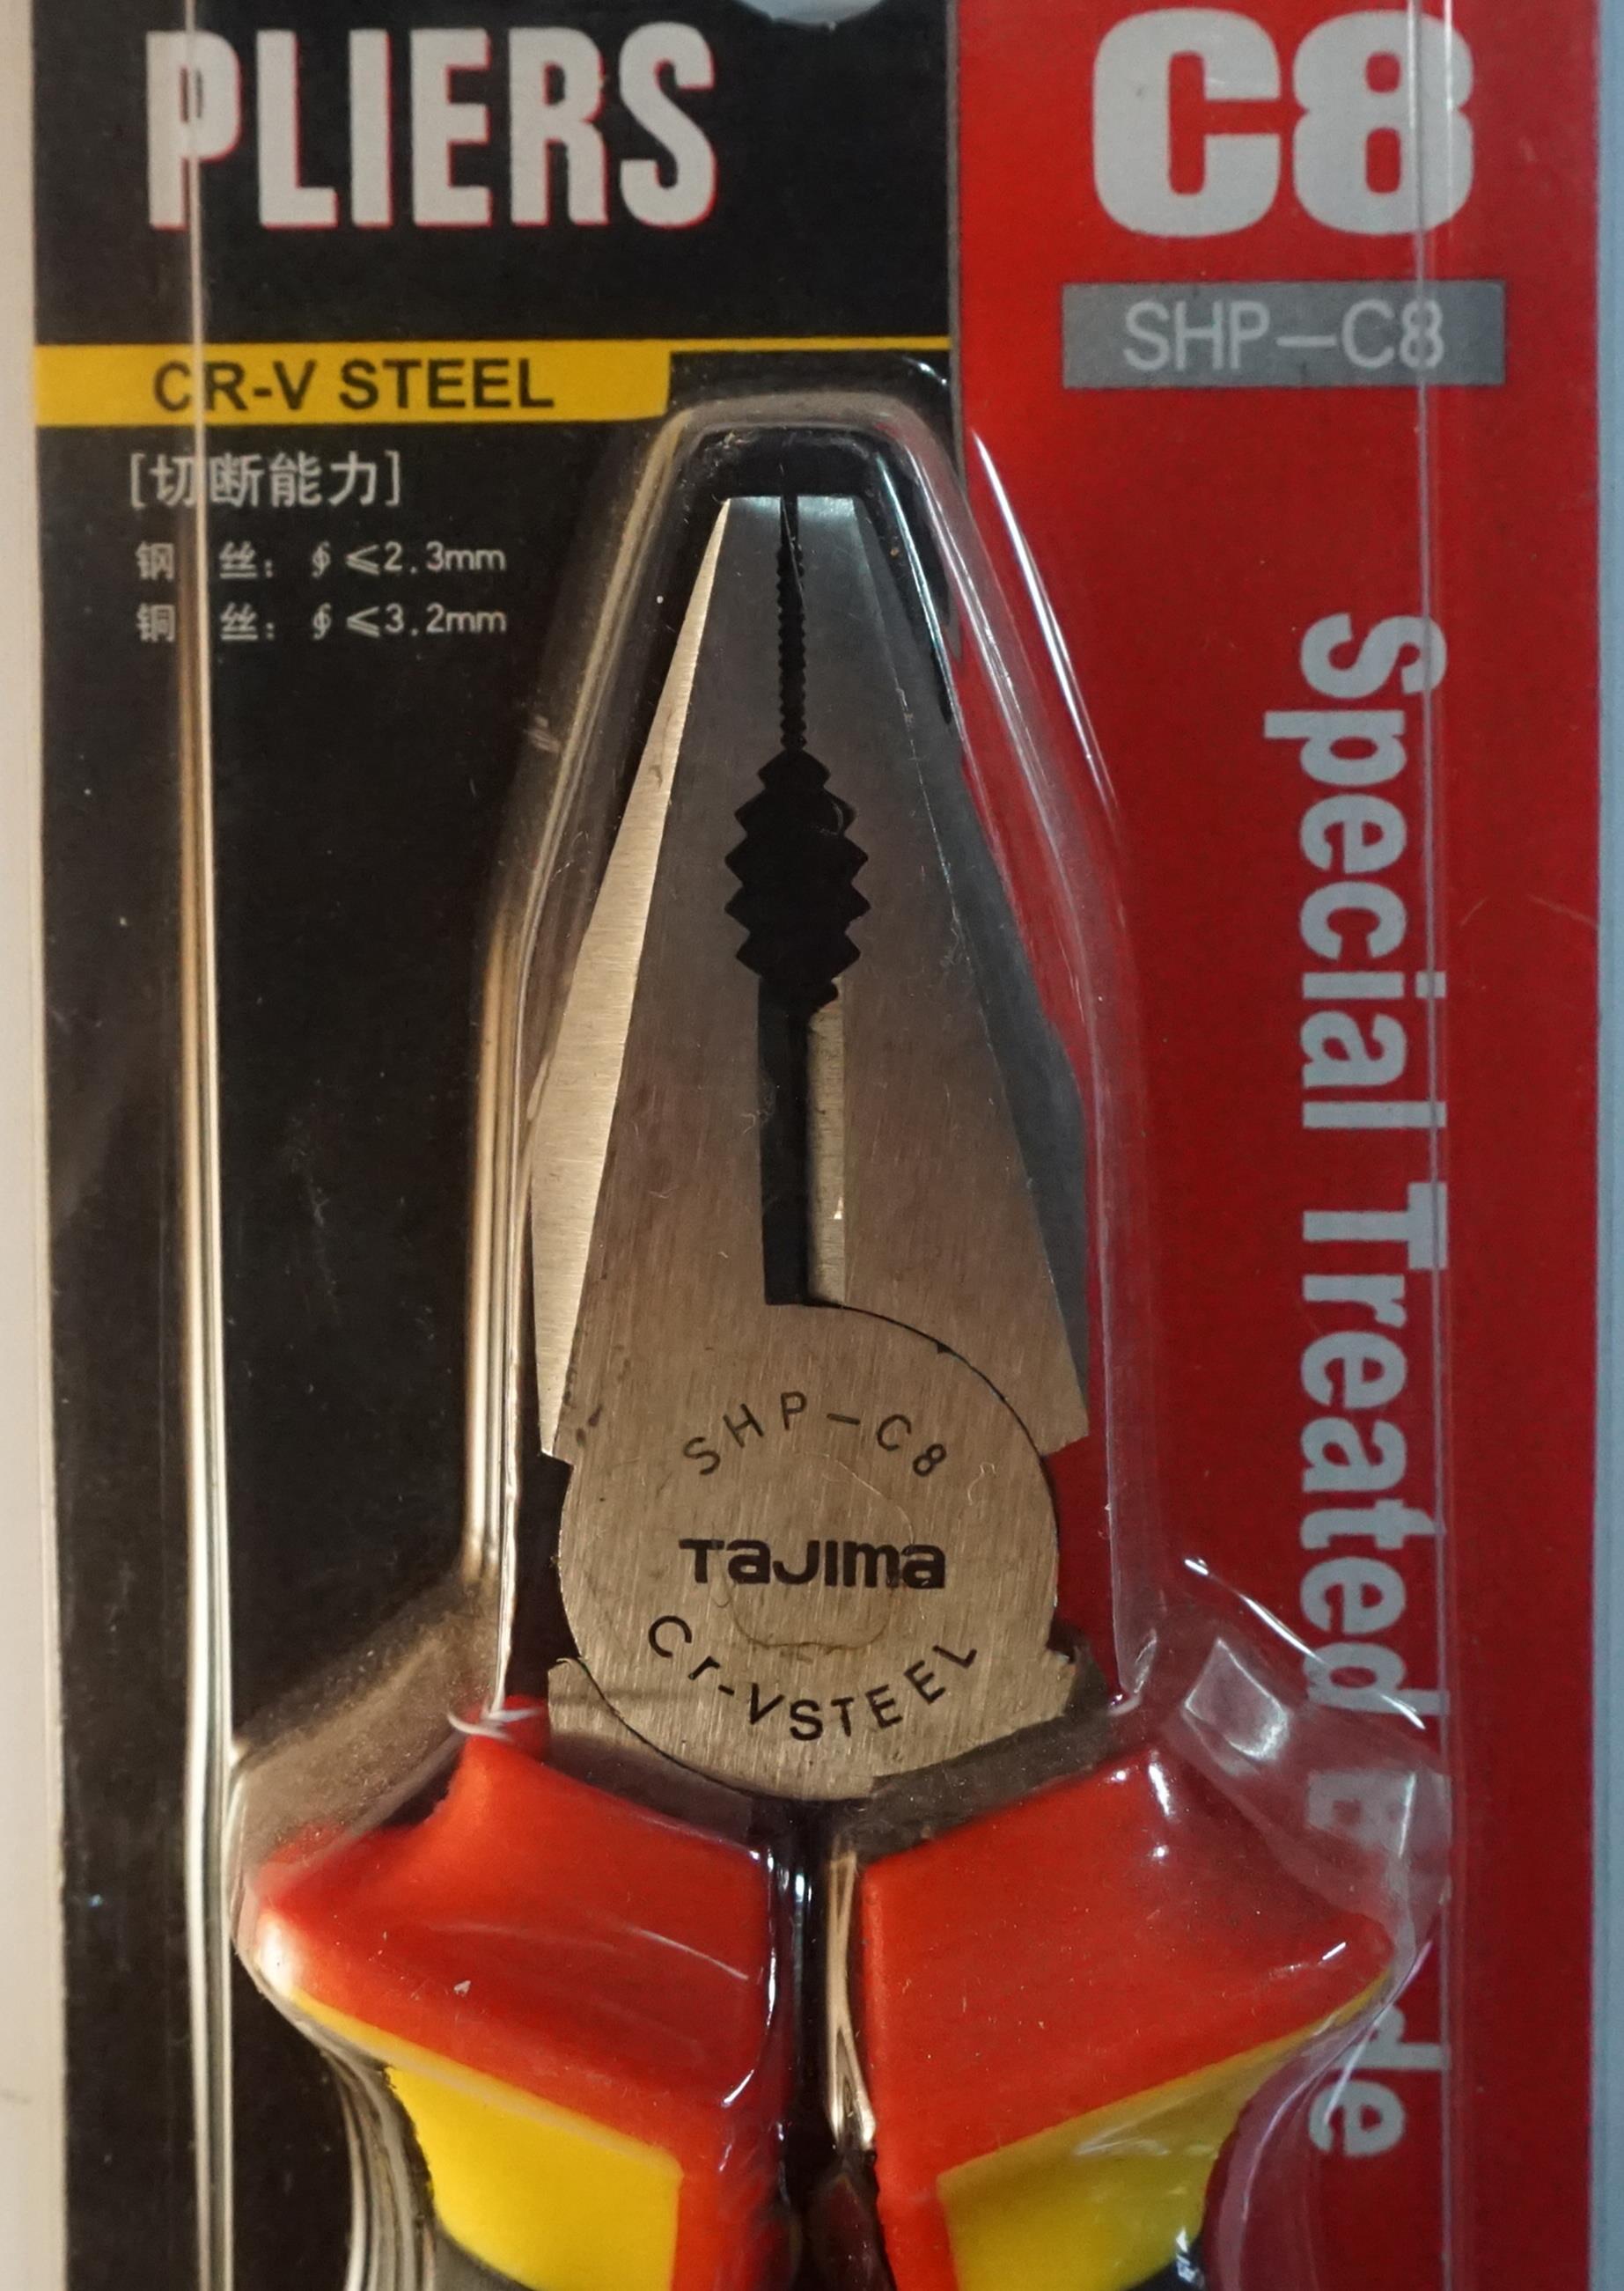 PLIERS
C8
SHP-C8
CR-V STEEL
[切断能力]
钢 丝: ∮≤2.3mm
铜 丝: ∮≤3.2mm
Special Treated
SHP-C8
TaJima
Cr-VSTEEL